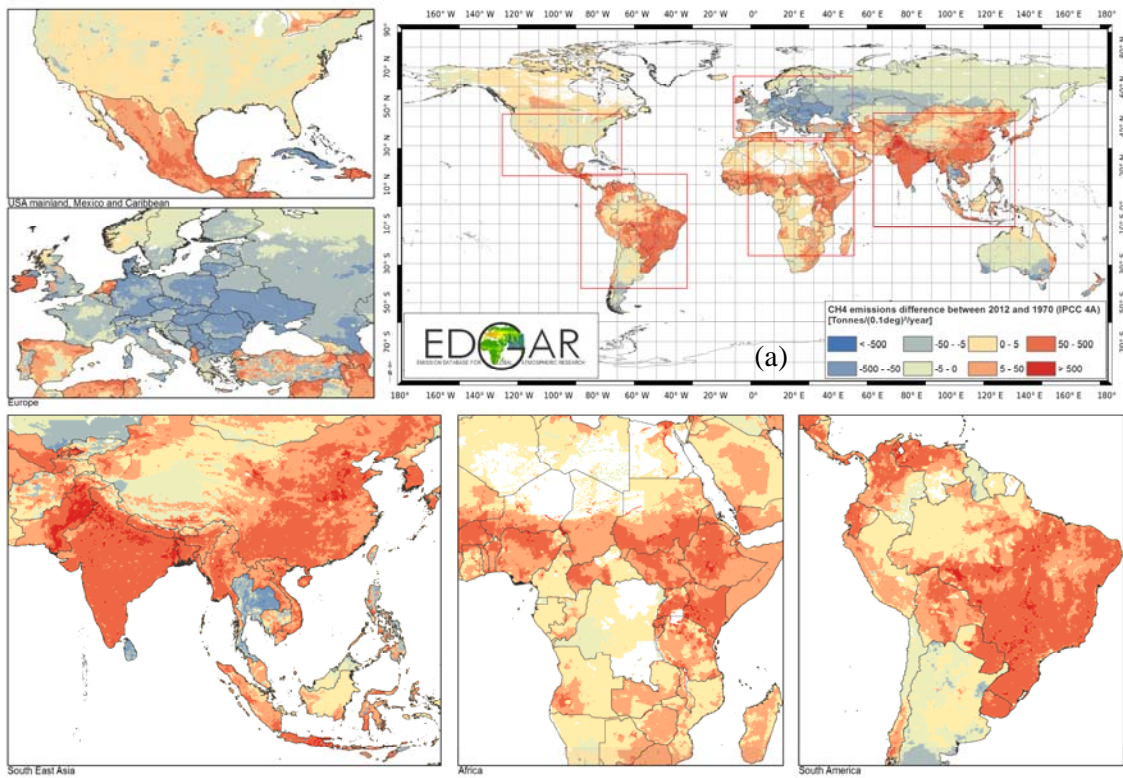 160° W 140° W 120° W 100° W 80° W 60° W 40° W 20° W 0° E 20° E 40° E 60° E 80° E 100° E 120° E 140° E 160° E 180° E
90° N
70° N
50° N
30° N
10° N
10° S
30° S
50° S
70° S
USA mainland, Mexico and Caribbean
Europe
EDGAR
EMISSION DATABASE FOR GLOBAL ATMOSPHERIC RESEARCH
(a)
CH4 emissions difference between 2012 and 1970 (IPCC 4A)
[Tonnes/(0.1deg)²/year]
< -500 -50 - -5 0 - 5 50 - 500
-500 - -50 -5 - 0 5 - 50 > 500
180° W 160° W 140° W 120° W 100° W 80° W 60° W 40° W 20° W 0° E 20° E 40° E 60° E 80° E 100° E 120° E 140° E 160° E 180° E
South East Asia
Africa
South America